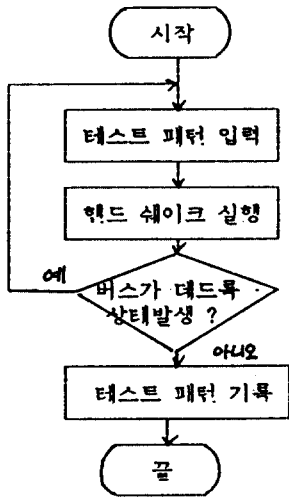 시작
테스트 패턴 입력
핸드 쉐이크 실행
예
버스가 데드록
상태발생 ?
아니오
테스트 패턴 기록
끝